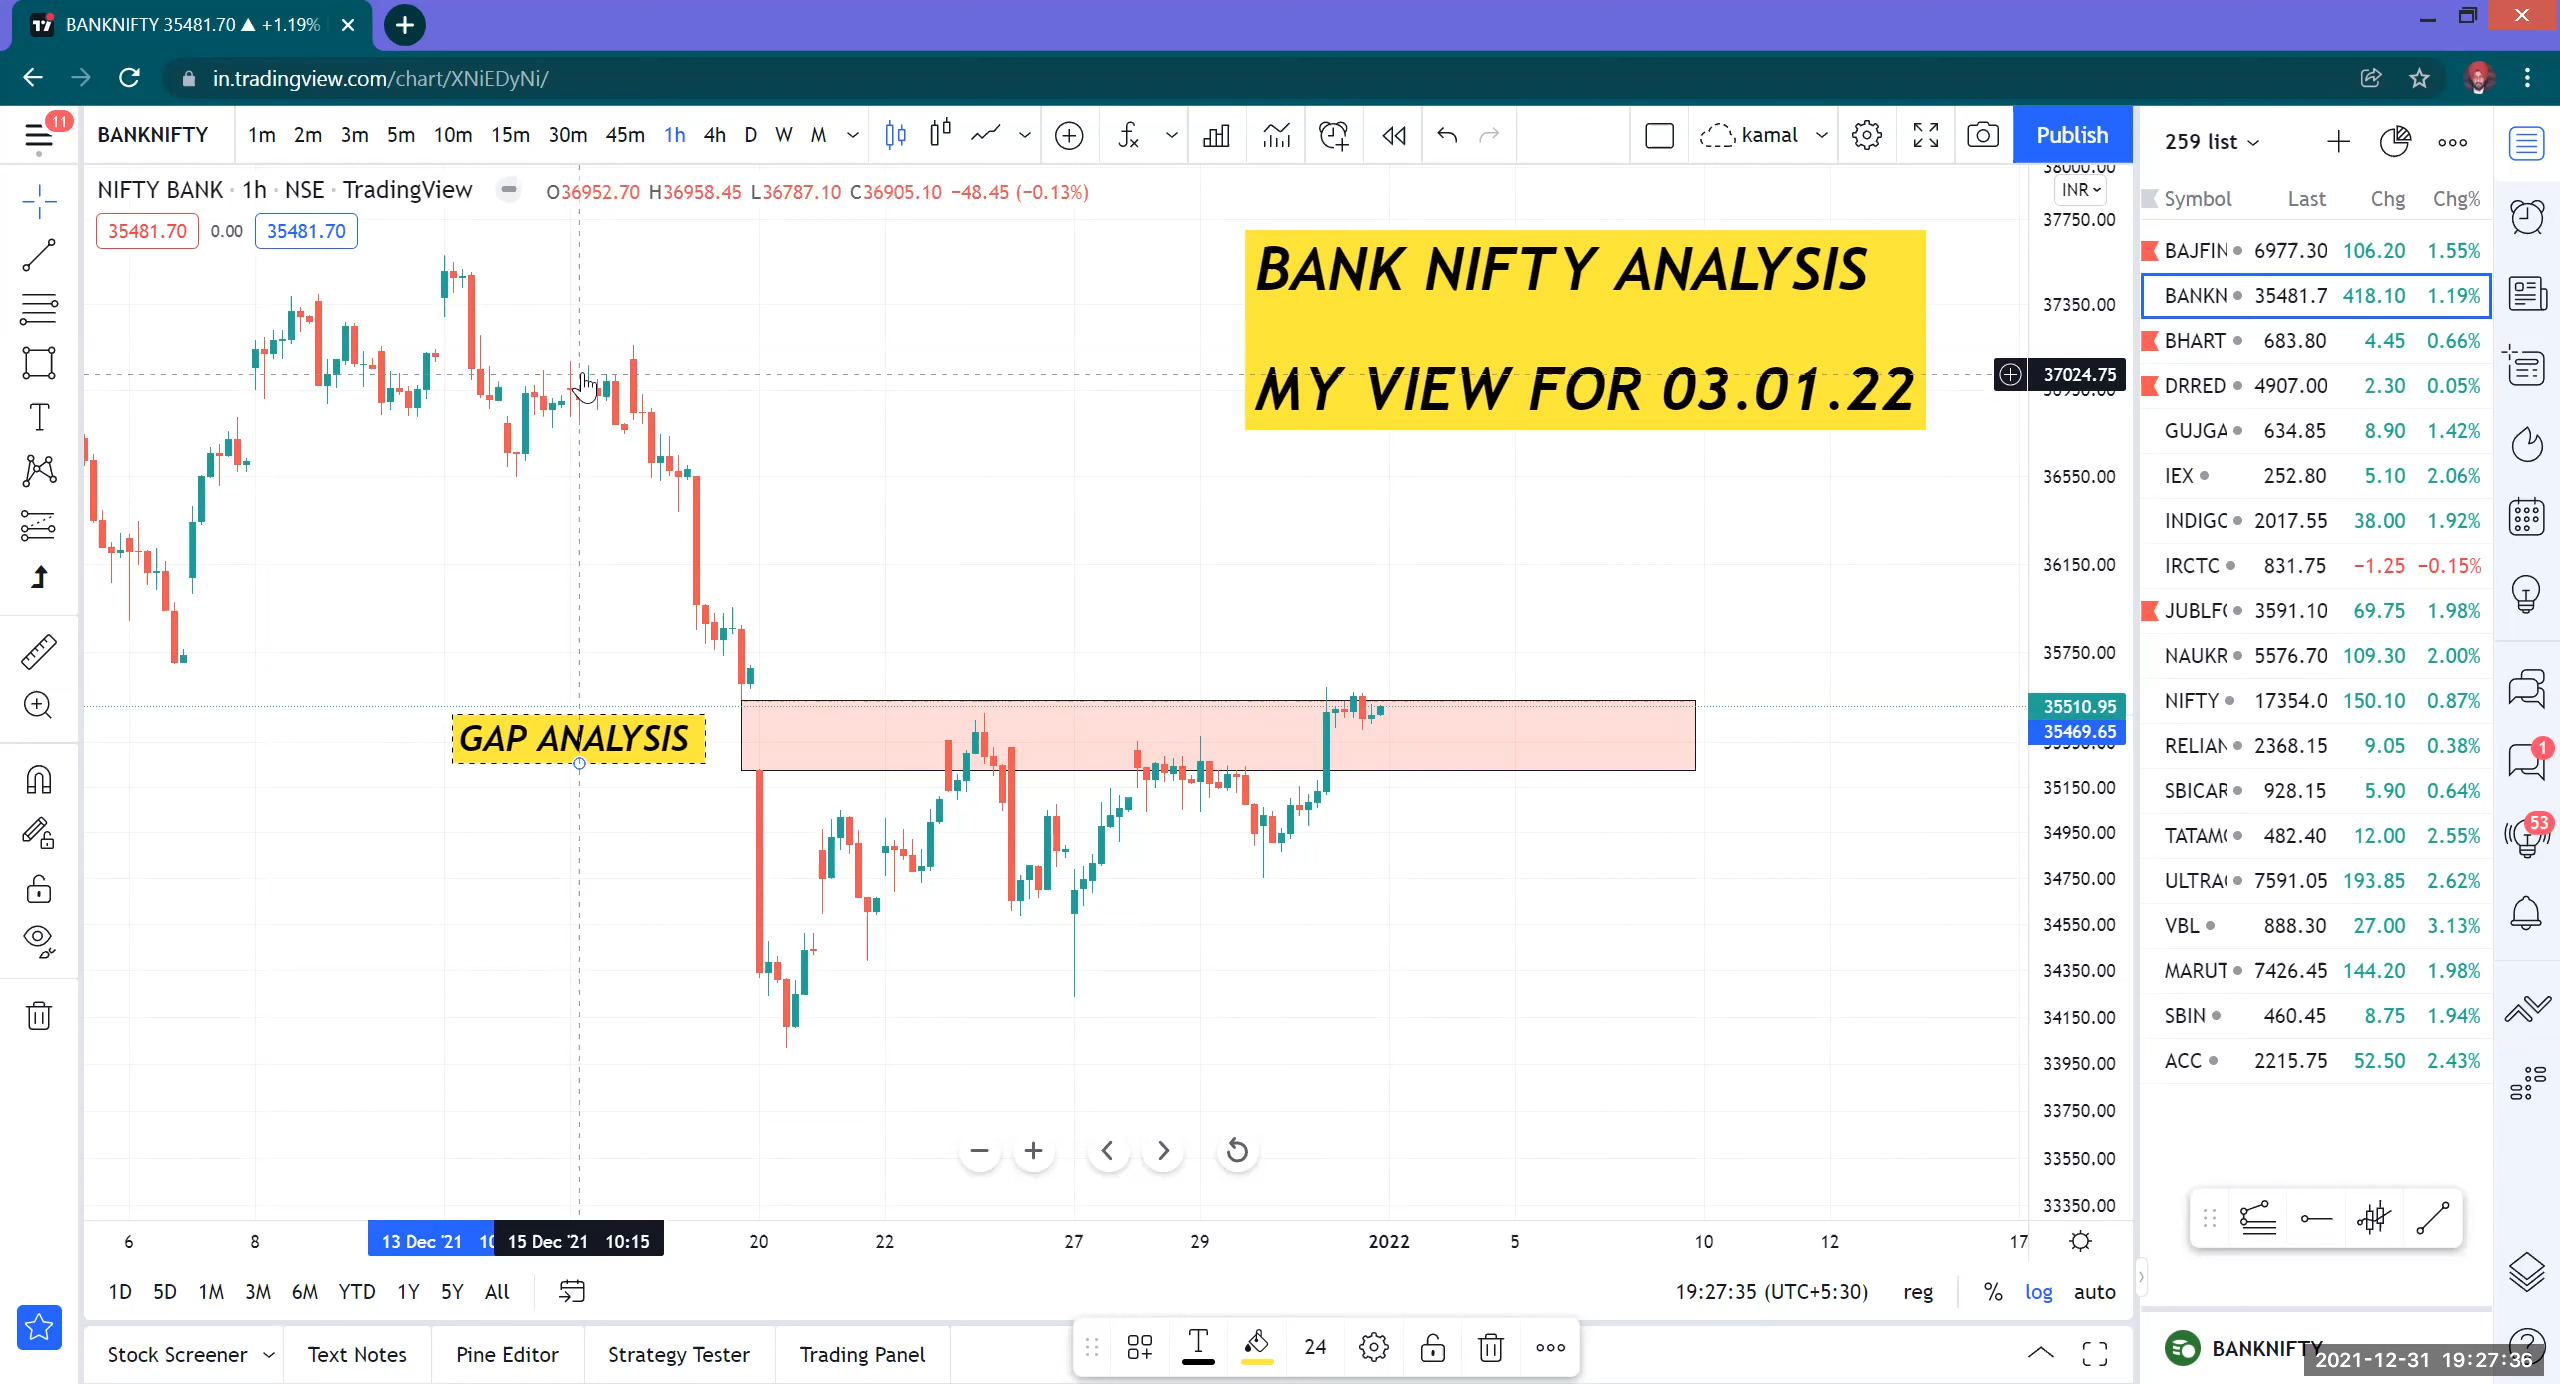 BANKNIFTY 35481.70 ▲ +1.19%
in.tradingview.com/chart/XNiEDyNi/
11
BANKNIFTY 1m 2m 3m 5m 10m 15m 30m 45m 1h 4h D W M kamal Publish
NIFTY BANK · 1h · NSE · TradingView O36952.70 H36958.45 L36787.10 C36905.10 −48.45 (−0.13%)
35481.70 0.00 35481.70
BANK NIFTY ANALYSIS
MY VIEW FOR 03.01.22
GAP ANALYSIS
38000.00
INR
37750.00
37350.00
37024.75
36550.00
36150.00
35750.00
35510.95
35469.65
35150.00
34950.00
34750.00
34550.00
34350.00
34150.00
33950.00
33750.00
33550.00
33350.00
6 8 13 Dec '21 15 Dec '21 10:15 20 22 27 29 2022 5 10 12 17
1D 5D 1M 3M 6M YTD 1Y 5Y All 19:27:35 (UTC+5:30) reg % log auto
Stock Screener Text Notes Pine Editor Strategy Tester Trading Panel
T 24
259 list
Symbol Last Chg Chg%
BAJFIN 6977.30 106.20 1.55%
BANKN 35481.7 418.10 1.19%
BHART 683.80 4.45 0.66%
DRRED 4907.00 2.30 0.05%
GUJGA 634.85 8.90 1.42%
IEX 252.80 5.10 2.06%
INDIGO 2017.55 38.00 1.92%
IRCTC 831.75 −1.25 −0.15%
JUBLF 3591.10 69.75 1.98%
NAUKR 5576.70 109.30 2.00%
NIFTY 17354.0 150.10 0.87%
RELIAN 2368.15 9.05 0.38%
SBICAR 928.15 5.90 0.64%
TATAM 482.40 12.00 2.55%
ULTRA 7591.05 193.85 2.62%
VBL 888.30 27.00 3.13%
MARUT 7426.45 144.20 1.98%
SBIN 460.45 8.75 1.94%
ACC 2215.75 52.50 2.43%
1
53
BANKNIFTY
2021-12-31 19:27:36